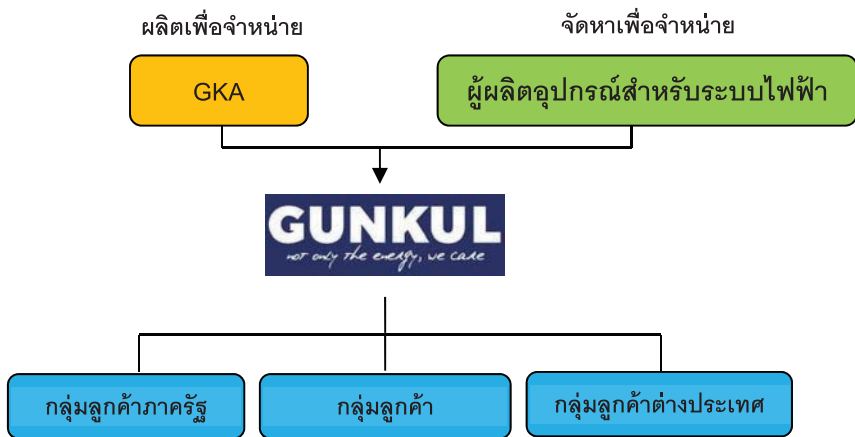 ผลิตเพื่อจำหน่าย
จัดหาเพื่อจำหน่าย
GKA
ผู้ผลิตอุปกรณ์สำหรับระบบไฟฟ้า
GUNKUL
not only the energy, we care
กลุ่มลูกค้าภาครัฐ
กลุ่มลูกค้า
กลุ่มลูกค้าต่างประเทศ